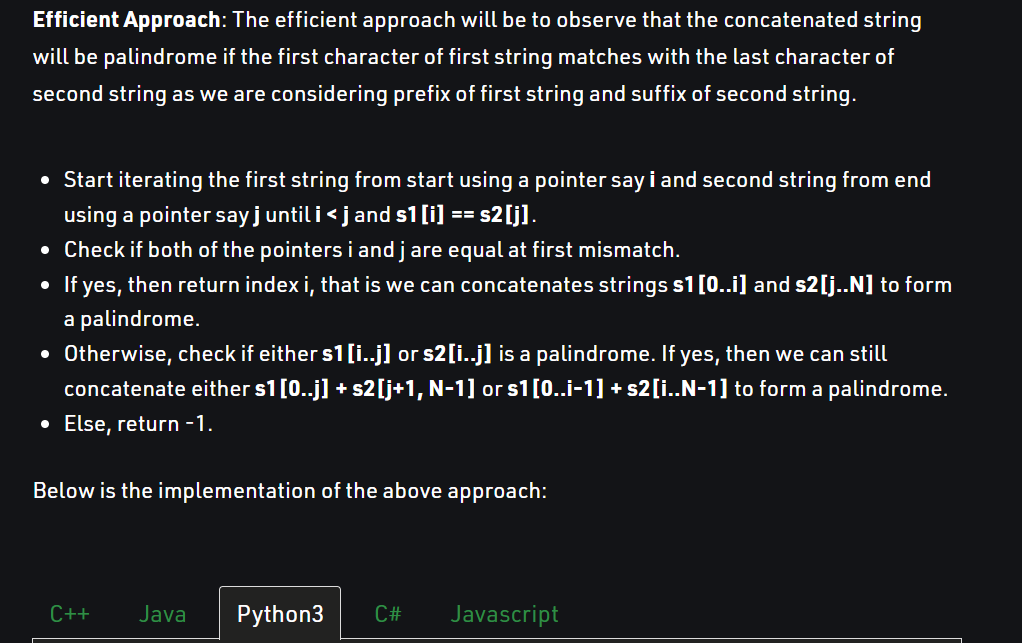 Efficient Approach: The efficient approach will be to observe that the concatenated string
will be palindrome if the first character of first string matches with the last character of
second string as we are considering prefix of first string and suffix of second string.
• Start iterating the first string from start using a pointer say i and second string from end
using a pointer say j until i < j and s1[i] == s2[j].
• Check if both of the pointers i and j are equal at first mismatch.
• If yes, then return index i, that is we can concatenates strings s1[0..i] and s2[j..N] to form
a palindrome.
• Otherwise, check if either s1[i..j] or s2[i..j] is a palindrome. If yes, then we can still
concatenate either s1[0..j] + s2[j+1, N-1] or s1[0..i-1] + s2[i..N-1] to form a palindrome.
• Else, return -1.
Below is the implementation of the above approach:
C++ Java Python3 C# Javascript